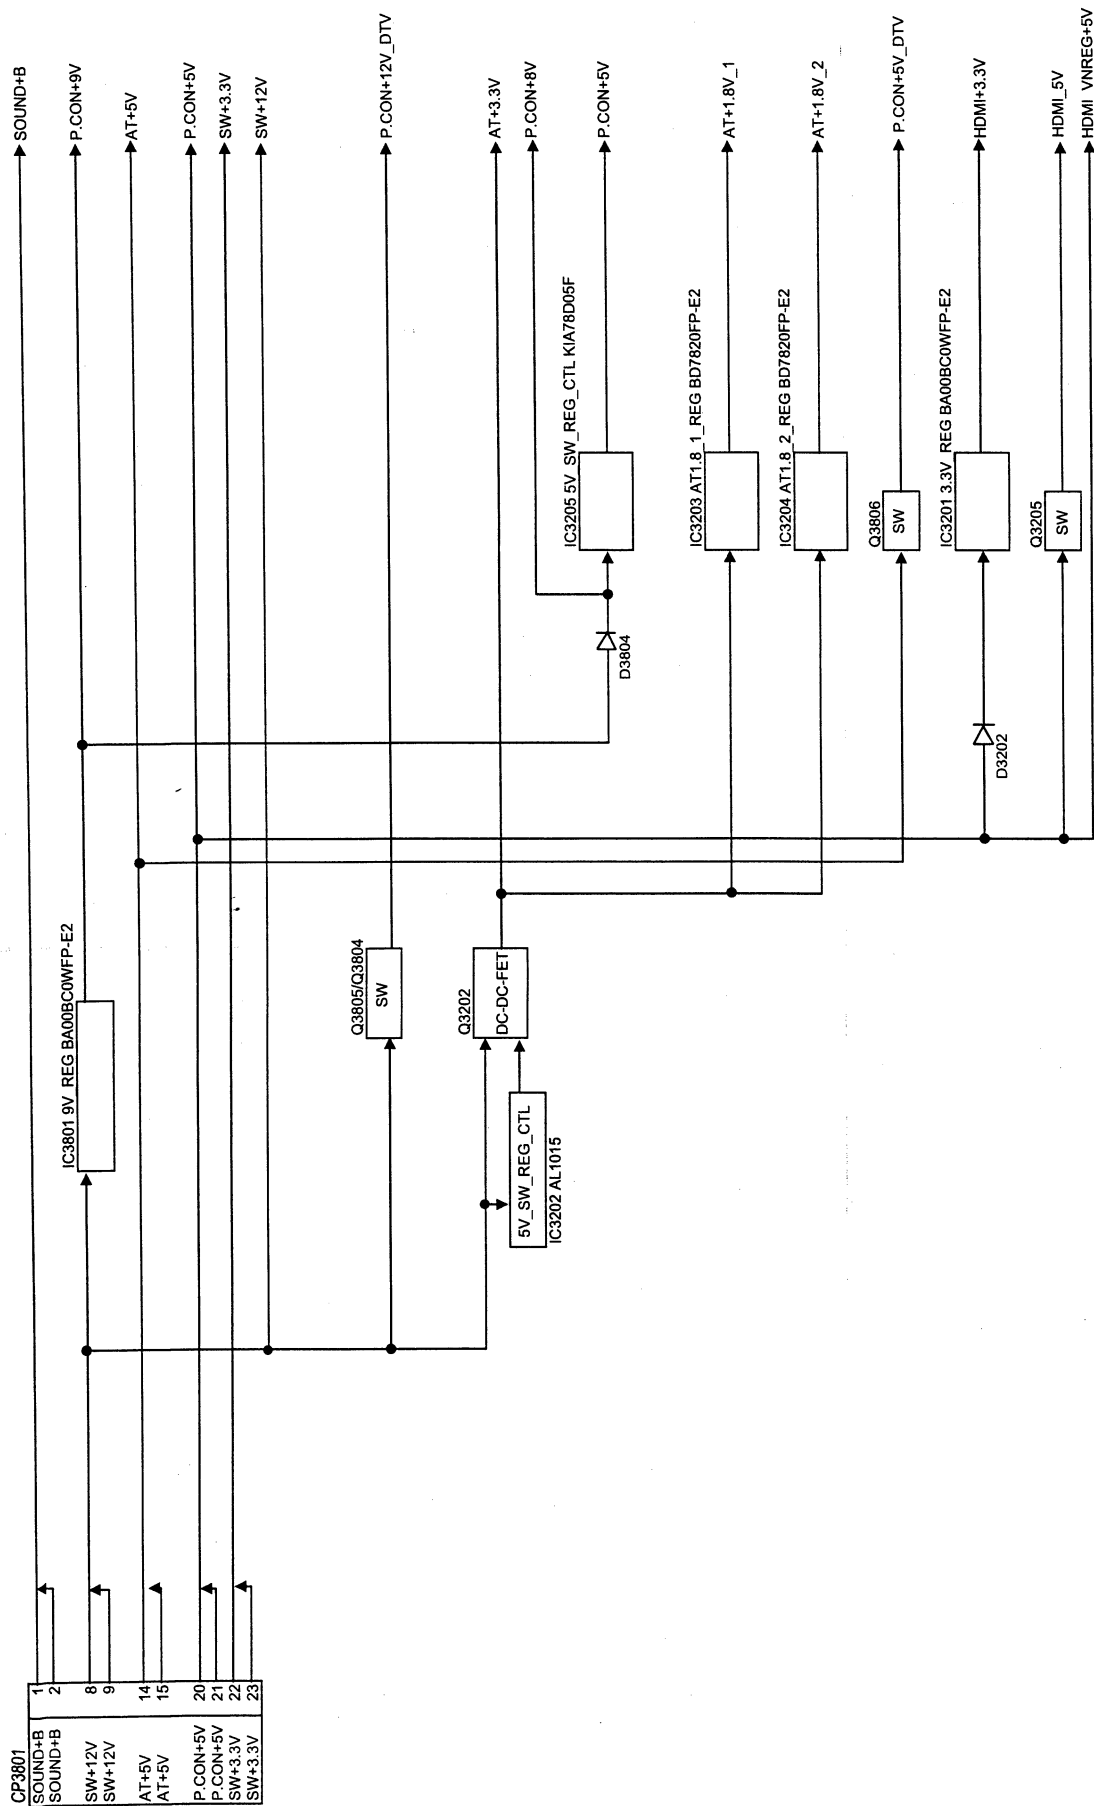 CP3801
SOUND+B 1
SOUND+B 2
SW+12V 8
SW+12V 9
AT+5V 14
AT+5V 15
P.CON+5V 20
P.CON+5V 21
SW+3.3V 22
SW+3.3V 23
SOUND+B
P.CON+9V
AT+5V
P.CON+5V
SW+3.3V
SW+12V
P.CON+12V_DTV
AT+3.3V
P.CON+8V
P.CON+5V
AT+1.8V_1
AT+1.8V_2
P.CON+5V_DTV
HDMI+3.3V
HDMI_5V
HDMI_VNREG+5V
IC3801 9V_REG BA00BC0WFP-E2
Q3805/Q3804
SW
Q3202
DC-DC-FET
5V_SW_REG_CTL
IC3202 AL1015
D3804
IC3205 5V_SW_REG_CTL KIA78D05F
IC3203 AT1.8_1_REG BD7820FP-E2
IC3204 AT1.8_2_REG BD7820FP-E2
Q3806
SW
D3202
IC3201 3.3V_REG BA00BC0WFP-E2
Q3205
SW